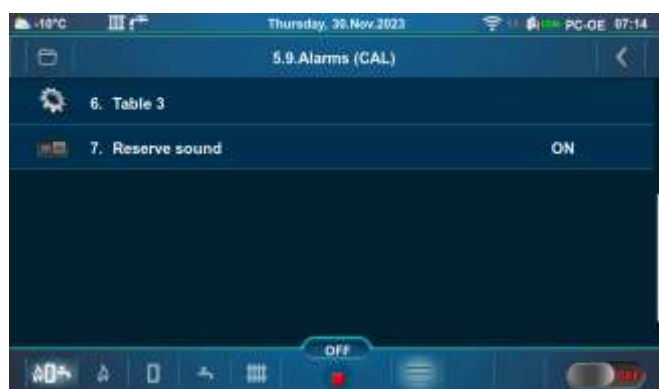 -10°C Thursday, 30.Nov.2023 PC-OE 07:14
5.9.Alarms (CAL)
6. Table 3
7. Reserve sound ON
OFF
OFF